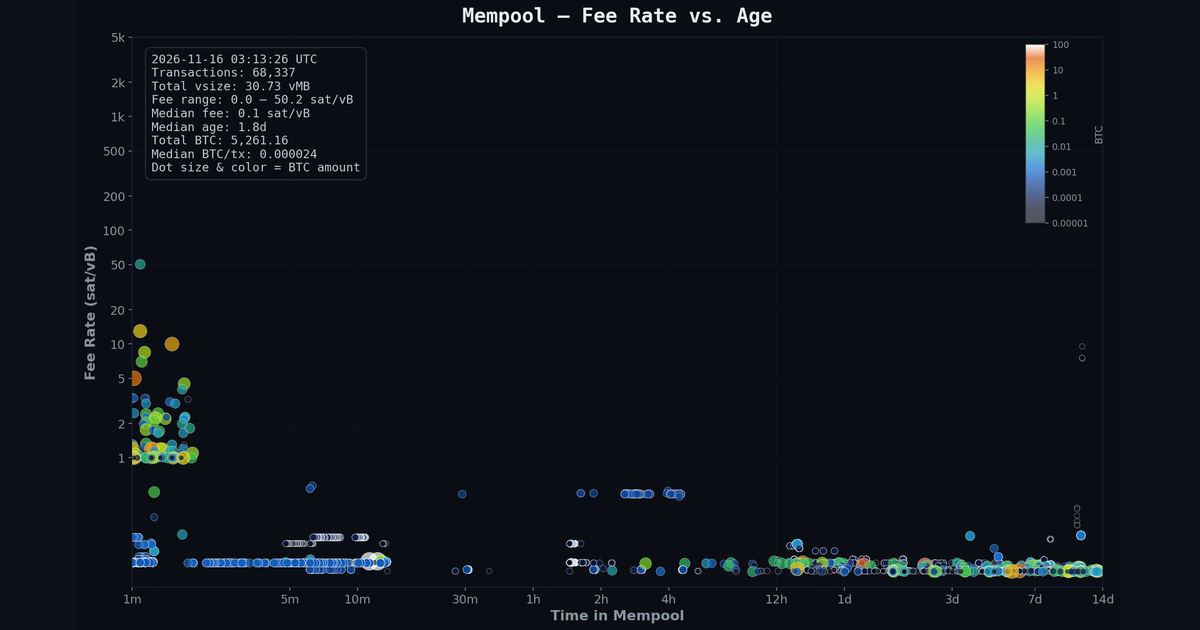 Mempool — Fee Rate vs. Age
2026-11-16 03:13:26 UTC
Transactions: 68,337
Total vsize: 30.73 vMB
Fee range: 0.0 – 50.2 sat/vB
Median fee: 0.1 sat/vB
Median age: 1.8d
Total BTC: 5,261.16
Median BTC/tx: 0.000024
Dot size & color = BTC amount
100
10
1
0.1
0.01
0.001
0.0001
0.00001
BTC
Fee Rate (sat/vB)
5k
2k
1k
500
200
100
50
20
10
5
2
1
1m 5m 10m 30m 1h 2h 4h 12h 1d 3d 7d 14d
Time in Mempool